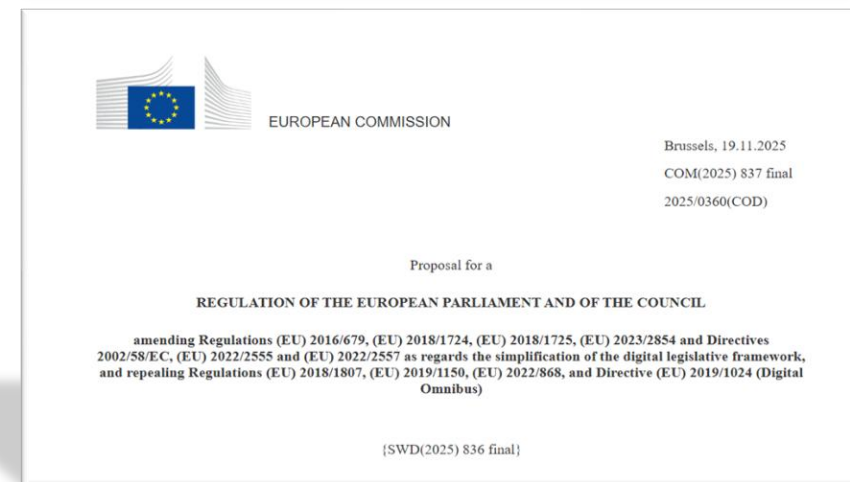 EUROPEAN COMMISSION
Brussels, 19.11.2025
COM(2025) 837 final
2025/0360(COD)
Proposal for a
REGULATION OF THE EUROPEAN PARLIAMENT AND OF THE COUNCIL
amending Regulations (EU) 2016/679, (EU) 2018/1724, (EU) 2018/1725, (EU) 2023/2854 and Directives
2002/58/EC, (EU) 2022/2555 and (EU) 2022/2557 as regards the simplification of the digital legislative framework,
and repealing Regulations (EU) 2018/1807, (EU) 2019/1150, (EU) 2022/868, and Directive (EU) 2019/1024 (Digital
Omnibus)
{SWD(2025) 836 final}